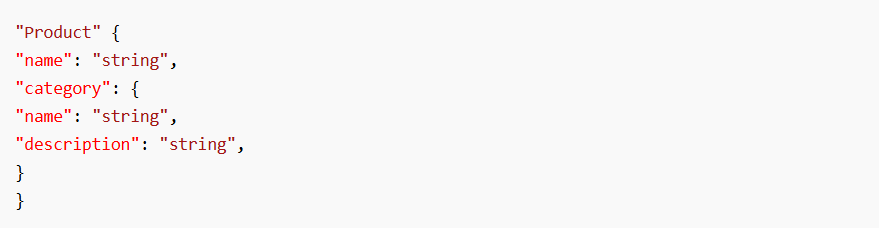 "Product" {
"name": "string",
"category": {
"name": "string",
"description": "string",
}
}